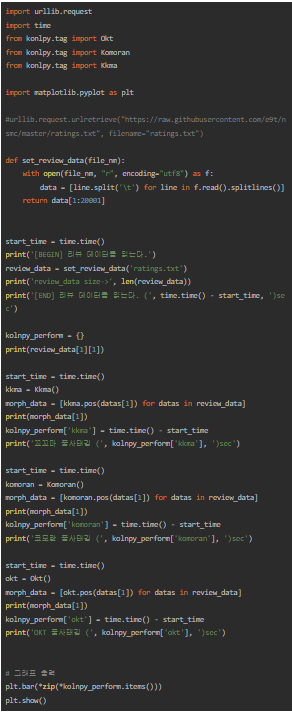 import urllib.request
import time
from konlpy.tag import Okt
from konlpy.tag import Komoran
from konlpy.tag import Kkma
import matplotlib.pyplot as plt
#urllib.request.urlretrieve("https://raw.githubusercontent.com/e9t/n
smc/master/ratings.txt", filename="ratings.txt")
def set_review_data(file_nm):
with open(file_nm, "r", encoding="utf8") as f:
data = [line.split('\t') for line in f.read().splitlines()]
return data[1:20001]
start_time = time.time()
print('[BEGIN] 리뷰 데이터를 읽는다.')
review_data = set_review_data('ratings.txt')
print('review_data size->', len(review_data))
print('[END] 리뷰 데이터를 읽는다. (', time.time() - start_time, ')se
c')
kolnpy_perform = {}
print(review_data[1][1])
start_time = time.time()
kkma = Kkma()
morph_data = [kkma.pos(datas[1]) for datas in review_data]
print(morph_data[1])
kolnpy_perform['kkma'] = time.time() - start_time
print('꼬꼬마 품사태깅 (', kolnpy_perform['kkma'], ')sec')
start_time = time.time()
komoran = Komoran()
morph_data = [komoran.pos(datas[1]) for datas in review_data]
print(morph_data[1])
kolnpy_perform['komoran'] = time.time() - start_time
print('코모란 품사태깅 (', kolnpy_perform['komoran'], ')sec')
start_time = time.time()
okt = Okt()
morph_data = [okt.pos(datas[1]) for datas in review_data]
print(morph_data[1])
kolnpy_perform['okt'] = time.time() - start_time
print('OKT 품사태깅 (', kolnpy_perform['okt'], ')sec')
# 그래프 출력
plt.bar(*zip(*kolnpy_perform.items()))
plt.show()